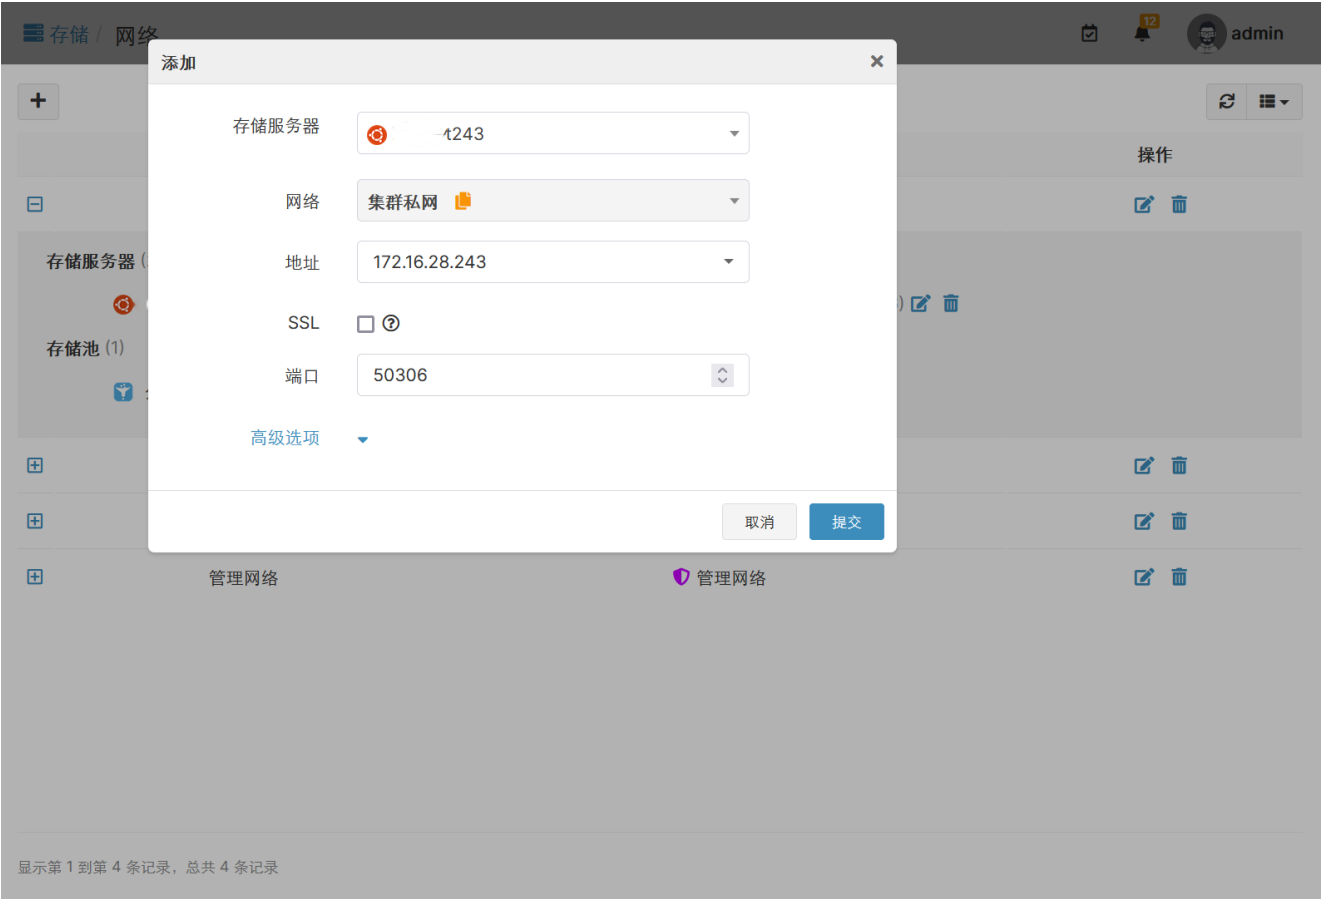 存储 / 网络
12
admin
添加
存储服务器
t243
操作
网络
集群私网
地址
172.16.28.243
存储服务器
SSL
存储池 (1)
端口
50306
高级选项
取消
提交
管理网络
管理网络
显示第 1 到第 4 条记录，总共 4 条记录